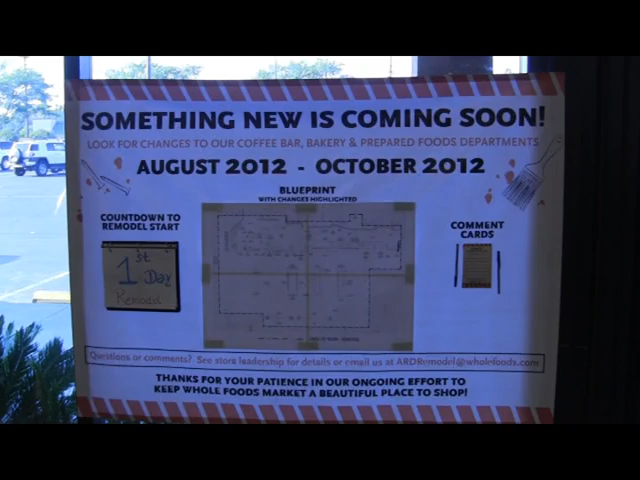 SOMETHING NEW IS COMING SOON!
LOOK FOR CHANGES TO OUR COFFEE BAR, BAKERY & PREPARED FOODS DEPARTMENTS
AUGUST 2012 - OCTOBER 2012
BLUEPRINT
WITH CHANGES HIGHLIGHTED
COUNTDOWN TO
REMODEL START
1st Day
Remodel
COMMENT
CARDS
Questions or comments? See store leadership for details or email us at ARDRemodel@wholefoods.com
THANKS FOR YOUR PATIENCE IN OUR ONGOING EFFORT TO
KEEP WHOLE FOODS MARKET A BEAUTIFUL PLACE TO SHOP!